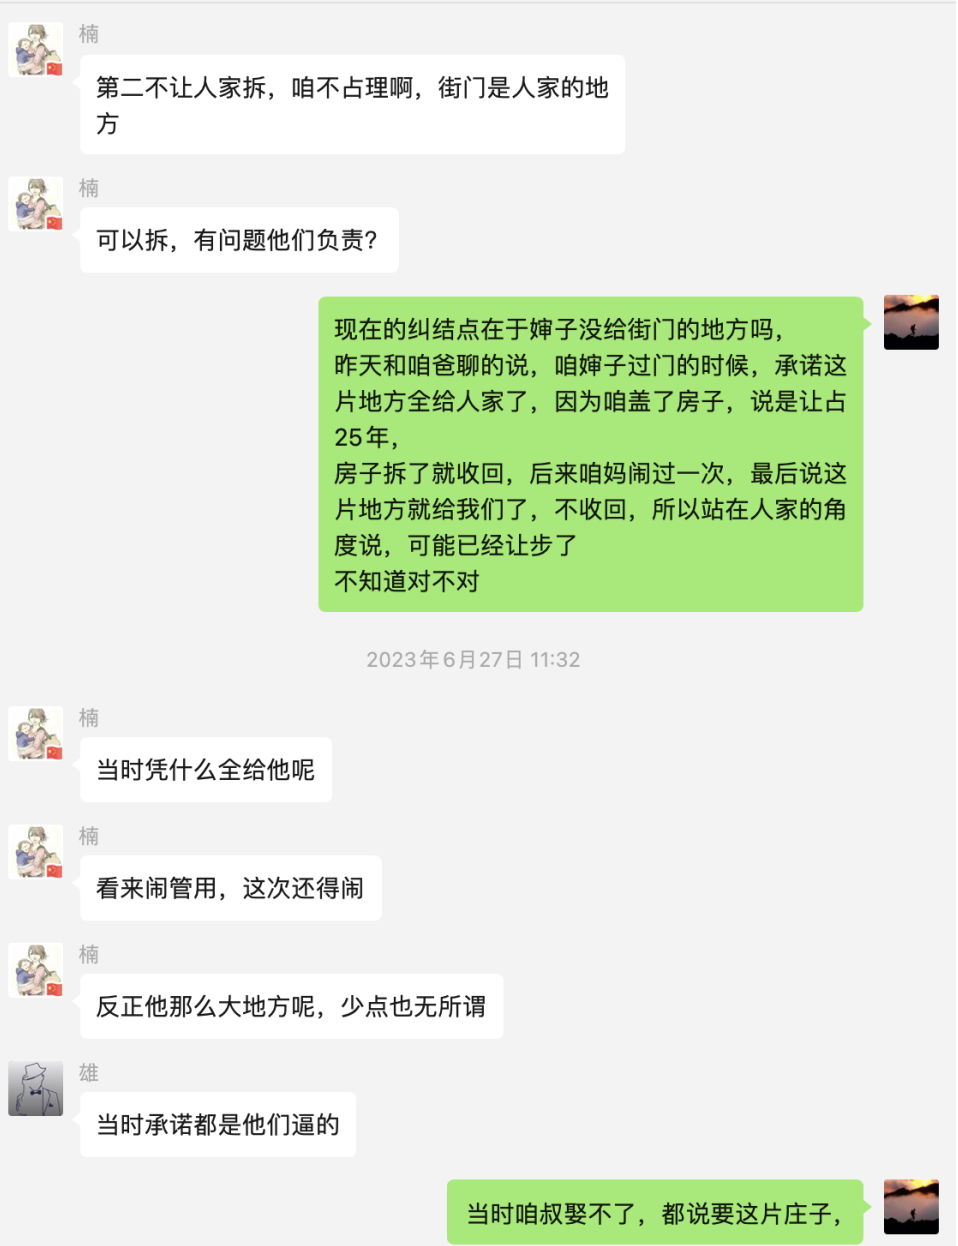 楠
第二不让人家拆，咱不占理啊，街门是人家的地
方
楠
可以拆，有问题他们负责?
现在的纠结点在于婶子没给街门的地方吗，
昨天和咱爸聊的说，咱婶子过门的时候，承诺这
片地方全给人家了，因为咱盖了房子，说是让占
25年，
房子拆了就收回，后来咱妈闹过一次，最后说这
片地方就给我们了，不收回，所以站在人家的角
度说，可能已经让步了
不知道对不对
2023年6月27日 11:32
楠
当时凭什么全给他呢
楠
看来闹管用，这次还得闹
楠
反正他那么大地方呢，少点也无所谓
雄
当时承诺都是他们逼的
当时咱叔娶不了，都说要这片庄子，